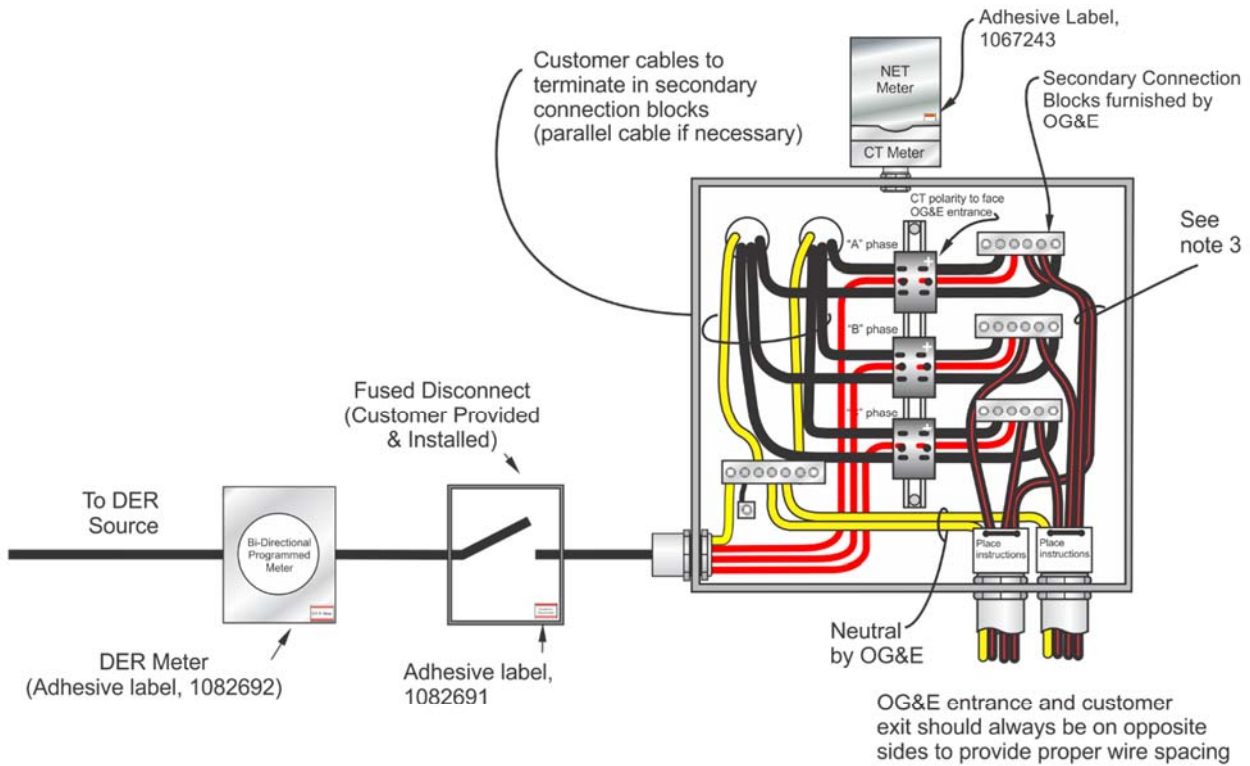 Adhesive Label,
1067243
Customer cables to
terminate in secondary
connection blocks
(parallel cable if necessary)
NET
Meter
CT Meter
Secondary Connection
Blocks furnished by
OG&E
CT polarity to face
OG&E entrance
See
note 3
"A" phase
+
"B" phase
+
phase
+
Fused Disconnect
(Customer Provided
& Installed)
To DER
Source
Bi-Directional
Programmed
Meter
Place
instructions
Place
instructions
DER Meter
(Adhesive label, 1082692)
Adhesive label,
1082691
Neutral
by OG&E
OG&E entrance and customer
exit should always be on opposite
sides to provide proper wire spacing